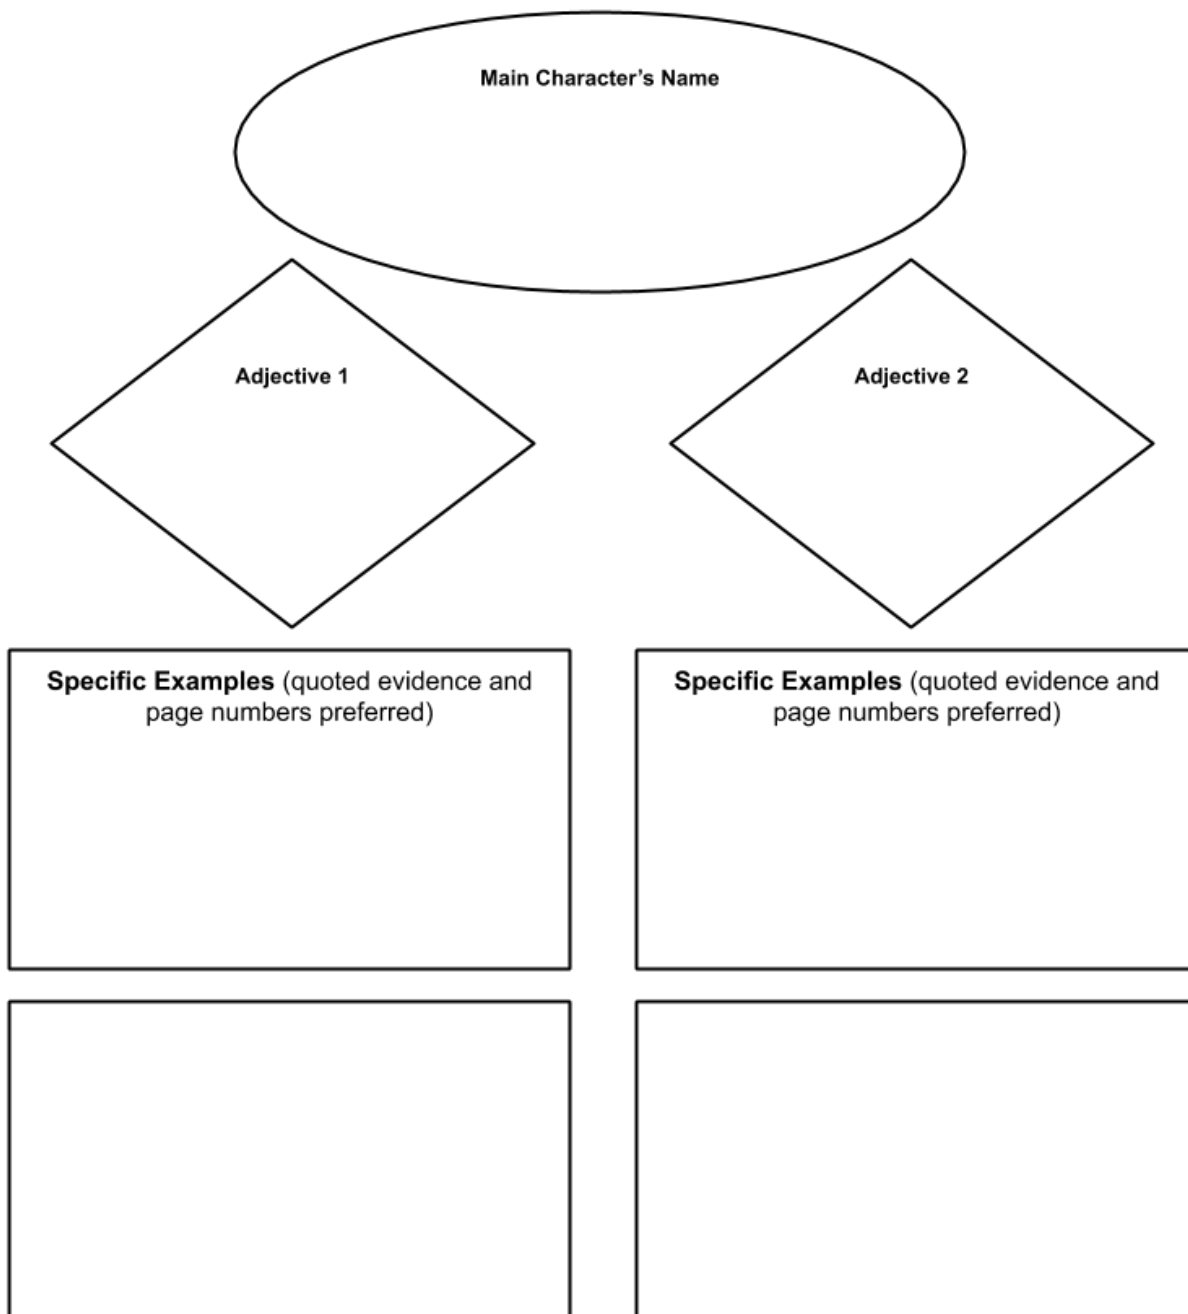 Main Character’s Name
Adjective 1
Adjective 2
Specific Examples (quoted evidence and
page numbers preferred)
Specific Examples (quoted evidence and
page numbers preferred)